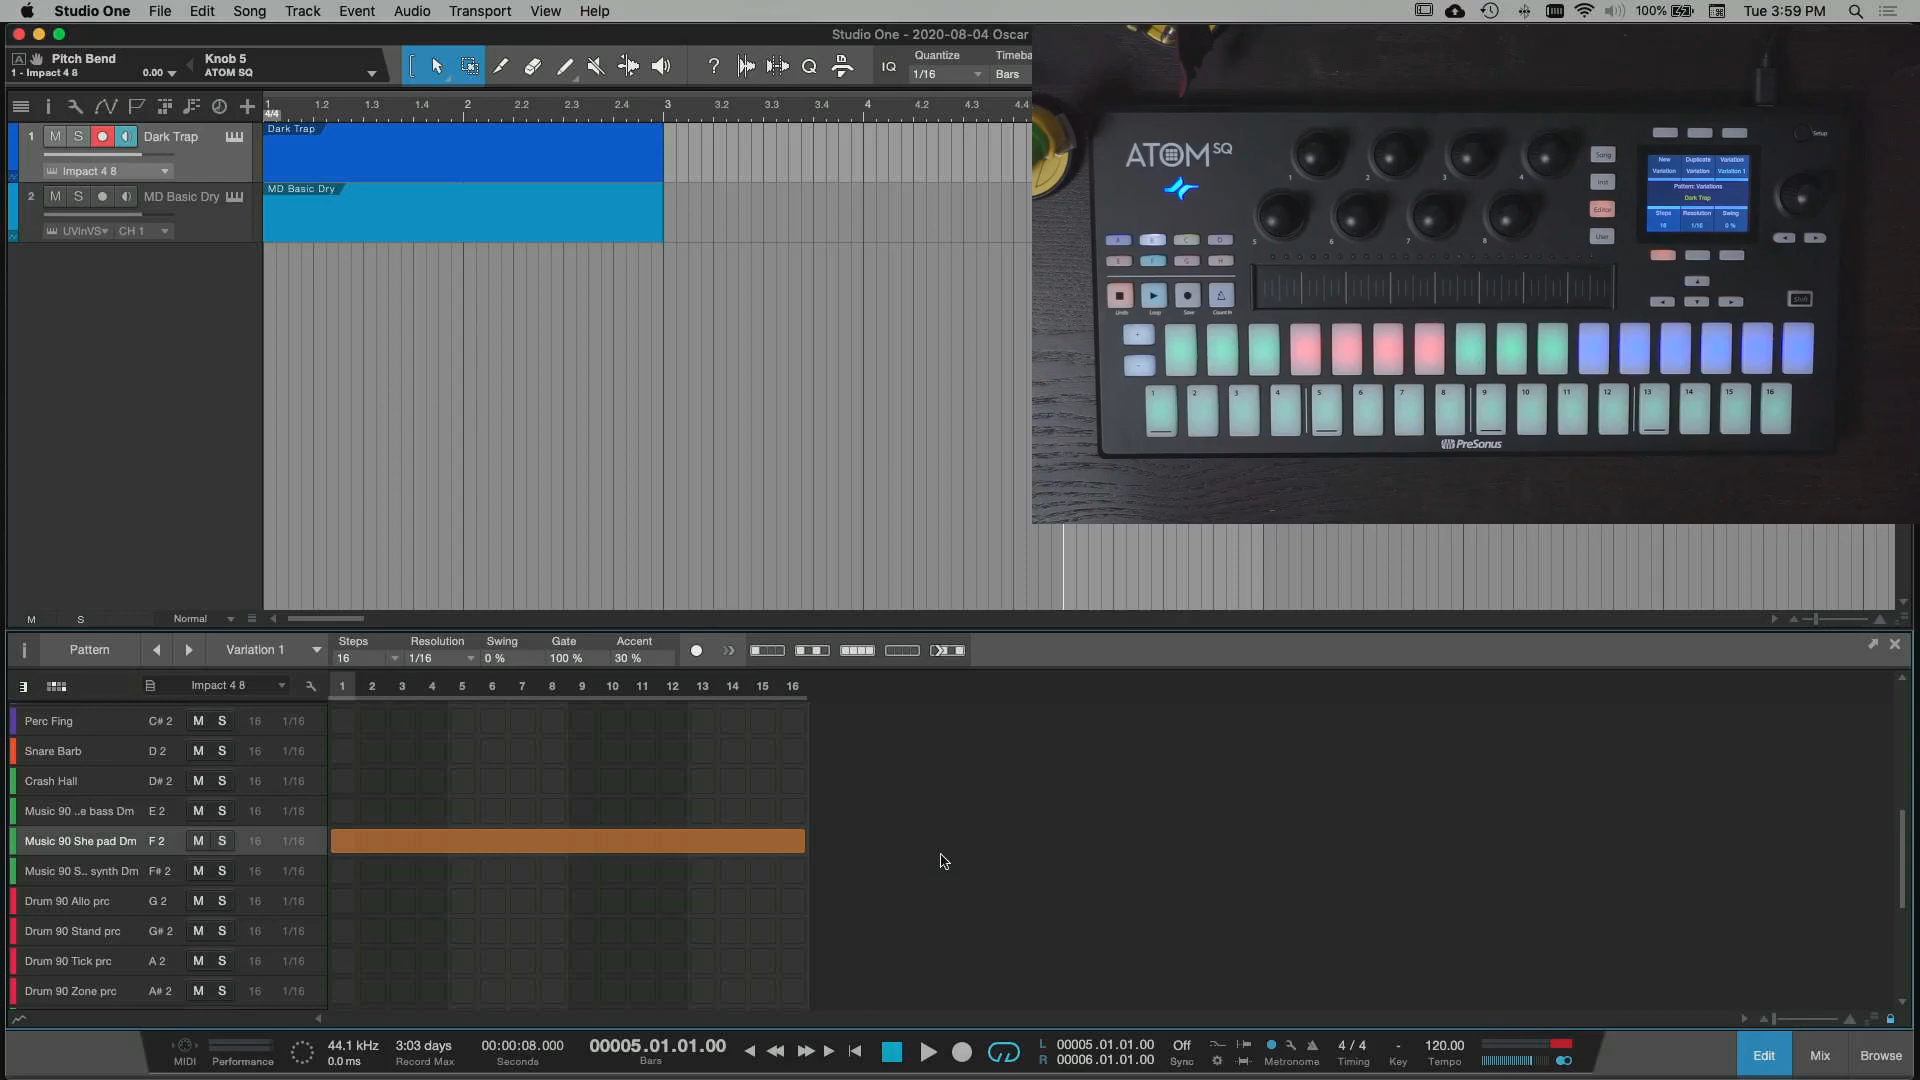 Studio One File Edit Song Track Event Audio Transport View Help
100% Tue 3:59 PM
Studio One - 2020-08-04 Oscar
Pitch Bend
1 - Impact 4 8 0.00
Knob 5
ATOM SQ
IQ
Quantize
1/16
Timeba
Bars
1 1.2 1.3 1.4 2 2.2 2.3 2.4 3 3.2 3.3 3.4 4 4.2 4.3 4.4
4/4
1 M S Dark Trap
Impact 4 8
Dark Trap
2 M S MD Basic Dry
UVinVS CH 1
MD Basic Dry
ATOM SQ
1 2 3 4
5 6 7 8
Song
Inst
Editor
User
Setup
New Duplicate Variation
Variation Variation Variation 1
Pattern: Variations
Dark Trap
Steps Resolution Swing
16 1/16 0 %
A B C D
E F G H
Undo Loop Save Count In
Shift
+
-
1 2 3 4 5 6 7 8 9 10 11 12 13 14 15 16
PreSonus
M S Normal
Pattern Variation 1
Steps Resolution Swing Gate Accent
16 1/16 0 % 100 % 30 %
Impact 4 8
1 2 3 4 5 6 7 8 9 10 11 12 13 14 15 16
Perc Fing C# 2 M S 16 1/16
Snare Barb D 2 M S 16 1/16
Crash Hall D# 2 M S 16 1/16
Music 90 ..e bass Dm E 2 M S 16 1/16
Music 90 She pad Dm F 2 M S 16 1/16
Music 90 S.. synth Dm F# 2 M S 16 1/16
Drum 90 Allo prc G 2 M S 16 1/16
Drum 90 Stand prc G# 2 M S 16 1/16
Drum 90 Tick prc A 2 M S 16 1/16
Drum 90 Zone prc A# 2 M S 16 1/16
MIDI
Performance
44.1 kHz
0.0 ms
3:03 days
Record Max
00:00:08.000
Seconds
00005.01.01.00
Bars
L 00005.01.01.00
R 00006.01.01.00
Off
Sync
Metronome
4 / 4
Timing
-
Key
120.00
Tempo
Edit
Mix
Browse